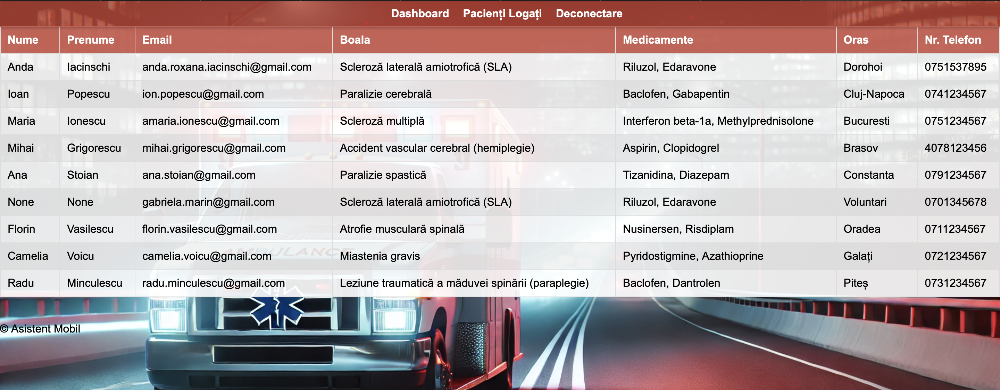 Dashboard Pacienți Logați Deconectare
Nume Prenume Email Boala Medicamente Oras Nr. Telefon
Anda Iacinschi anda.roxana.iacinschi@gmail.com Scleroză laterală amiotrofică (SLA) Riluzol, Edaravone Dorohoi 0751537895
Ioan Popescu ion.popescu@gmail.com Paralizie cerebrală Baclofen, Gabapentin Cluj-Napoca 0741234567
Maria Ionescu amaria.ionescu@gmail.com Scleroză multiplă Interferon beta-1a, Methylprednisolone Bucuresti 0751234567
Mihai Grigorescu mihai.grigorescu@gmail.com Accident vascular cerebral (hemiplegie) Aspirin, Clopidogrel Brasov 4078123456
Ana Stoian ana.stoian@gmail.com Paralizie spastică Tizanidina, Diazepam Constanta 0791234567
None None gabriela.marin@gmail.com Scleroză laterală amiotrofică (SLA) Riluzol, Edaravone Voluntari 0701345678
Florin Vasilescu florin.vasilescu@gmail.com Atrofie musculară spinală Nusinersen, Risdiplam Oradea 0711234567
AMBULANCE
Camelia Voicu camelia.voicu@gmail.com Miastenia gravis Pyridostigmine, Azathioprine Galați 0721234567
Radu Minculescu radu.minculescu@gmail.com Leziune traumatică a măduvei spinării (paraplegie) Baclofen, Dantrolen Piteș 0731234567
© Asistent Mobil